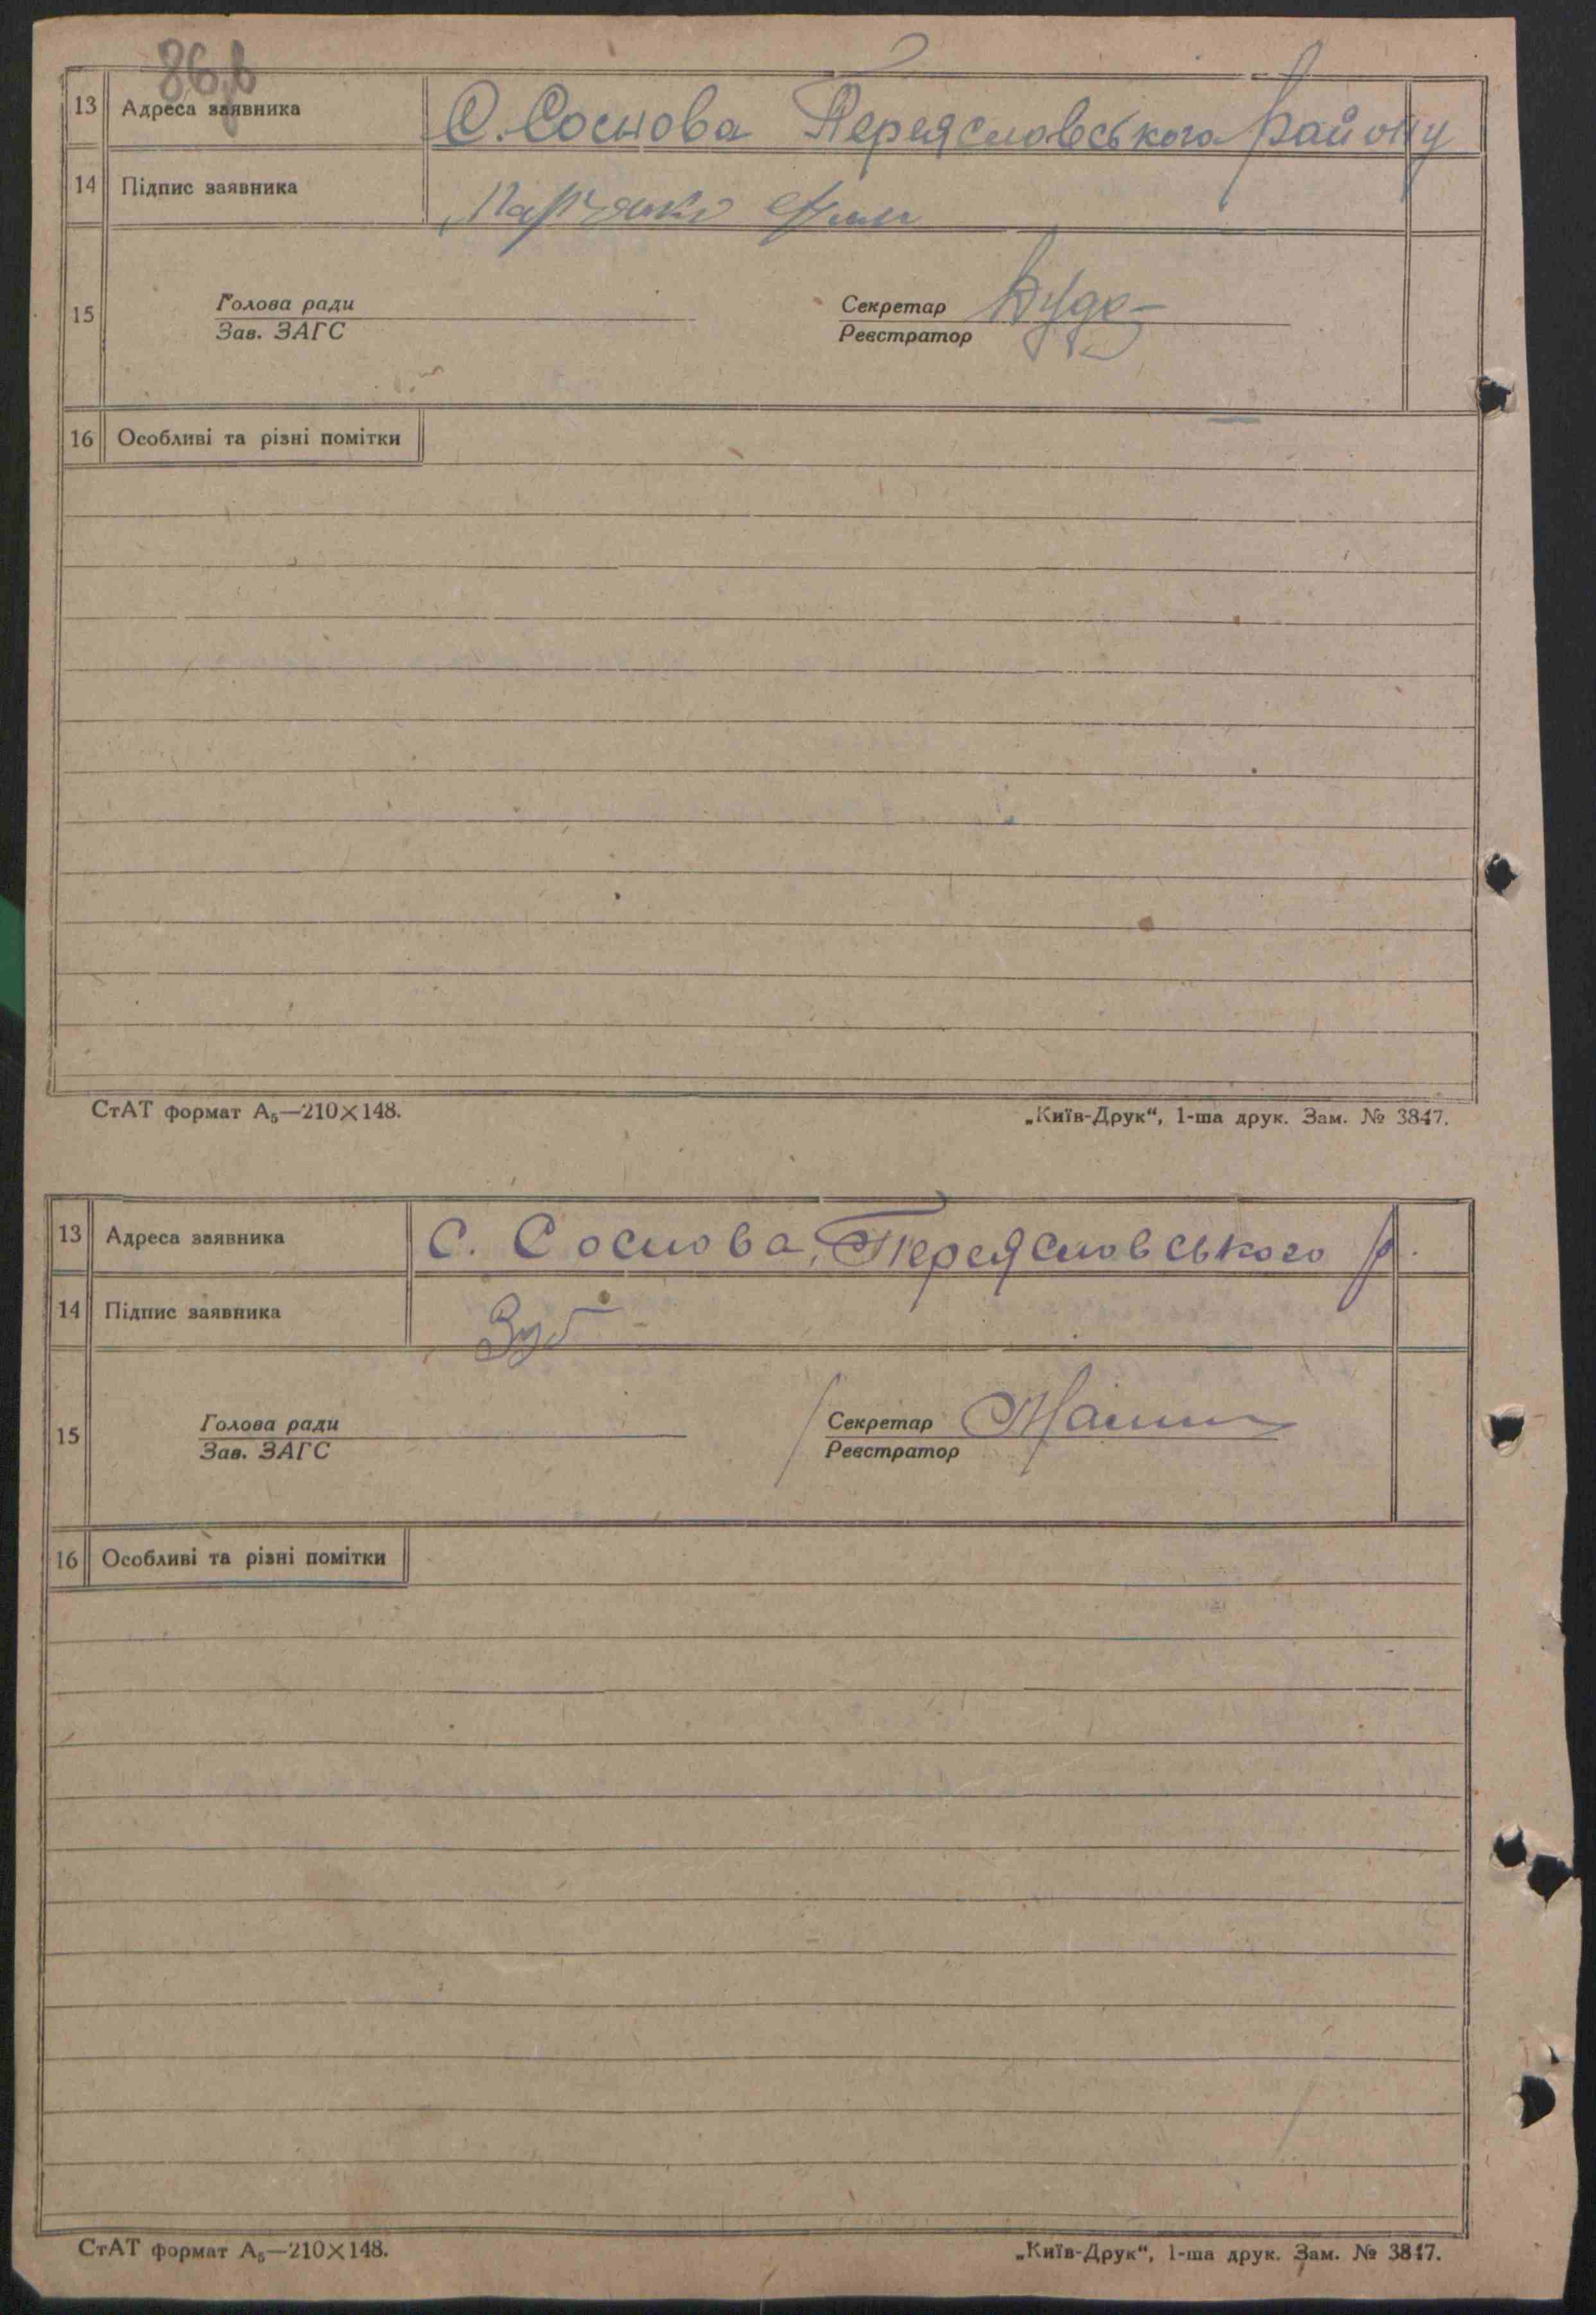 13 Адреса заявника С. Соснова Переяславського району
14 Підпис заявника
15 Голова ради Секретар
Зав. ЗАГС Реєстратор
16 Особливі та різні помітки
СтАТ формат А₅—210×148. „Київ-Друк“, 1-ша друк. Зам. № 3847.
13 Адреса заявника С. Соснова, Переяславського р.
14 Підпис заявника Зуб
15 Голова ради Секретар
Зав. ЗАГС Реєстратор
16 Особливі та різні помітки
СтАТ формат А₅—210×148. „Київ-Друк“, 1-ша друк. Зам. № 3847.